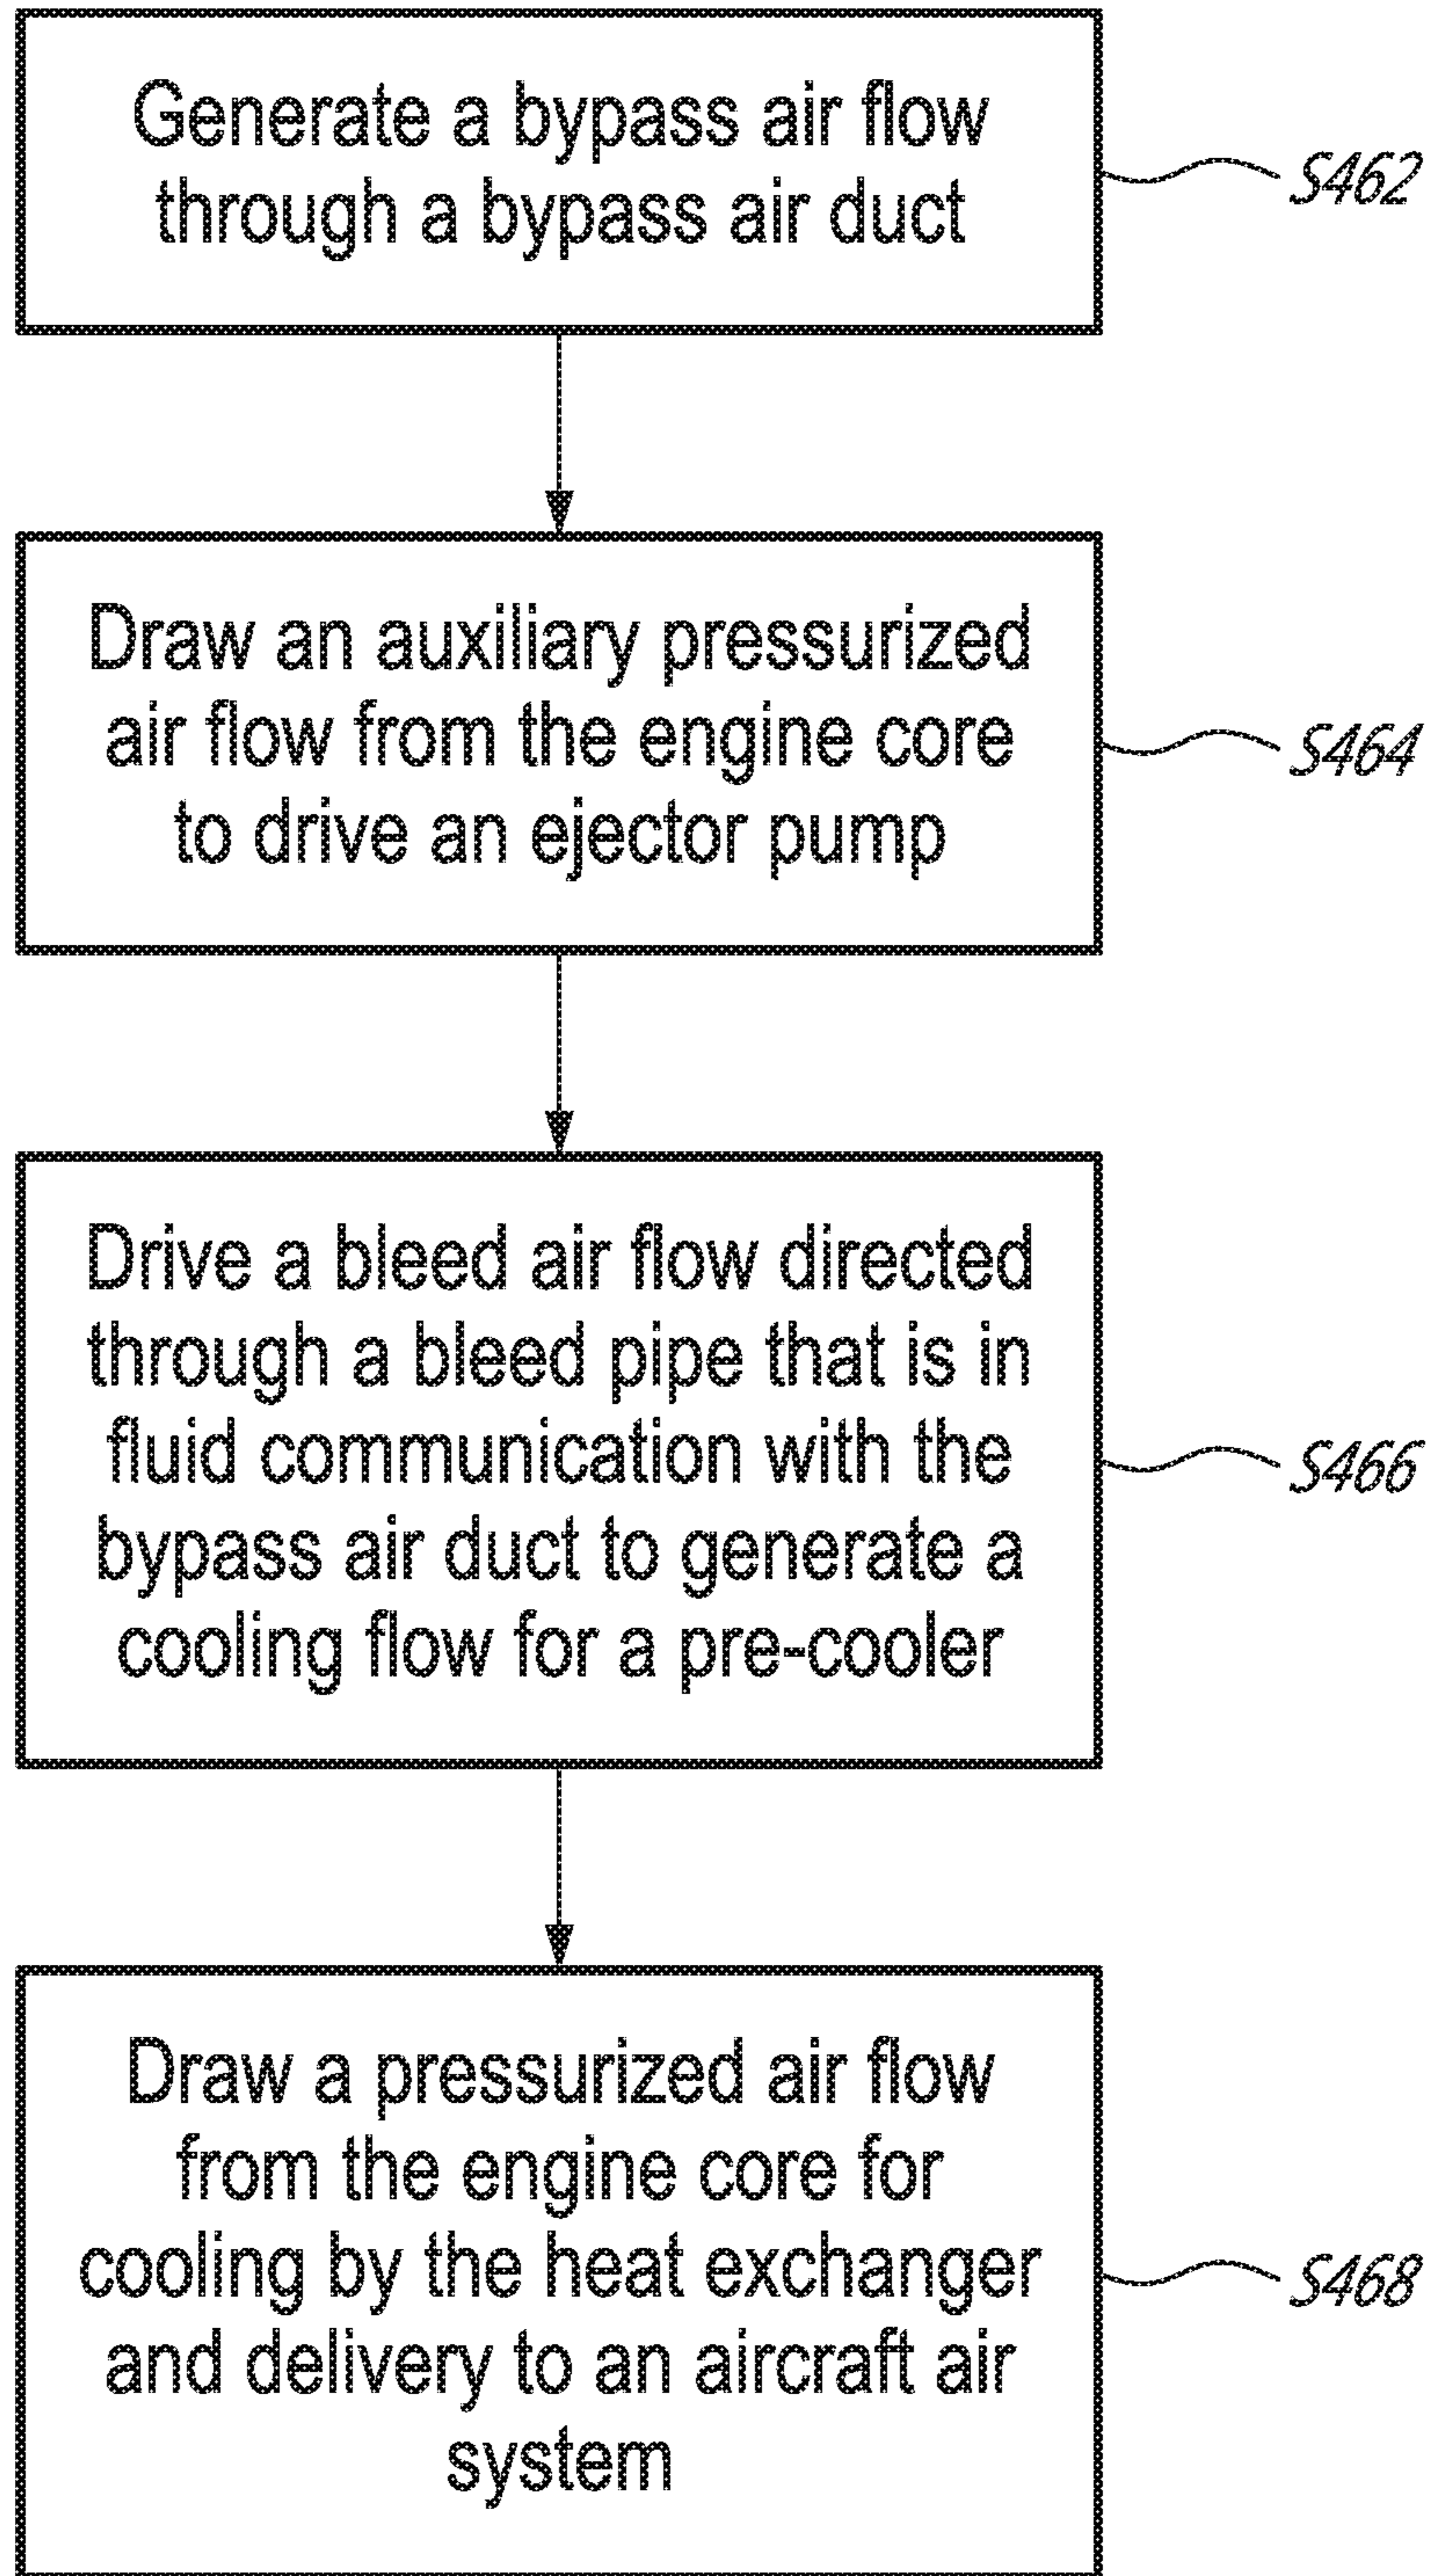 Generate a bypass air flow
through a bypass air duct
S462
Draw an auxiliary pressurized
air flow from the engine core
to drive an ejector pump
S464
Drive a bleed air flow directed
through a bleed pipe that is in
fluid communication with the
bypass air duct to generate a
cooling flow for a pre-cooler
S466
Draw a pressurized air flow
from the engine core for
cooling by the heat exchanger
and delivery to an aircraft air
system
S468